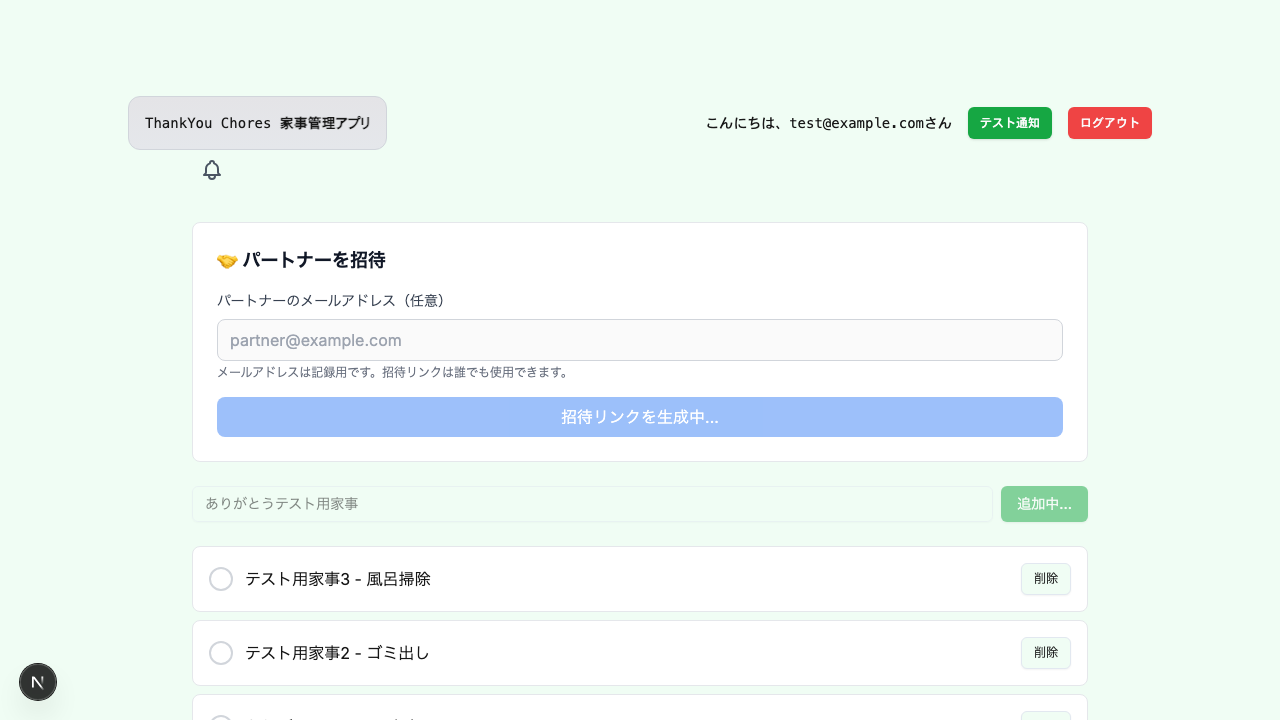 ThankYou Chores 家事管理アプリ
こんにちは、test@example.comさん
テスト通知
ログアウト
🤝 パートナーを招待
パートナーのメールアドレス（任意）
partner@example.com
メールアドレスは記録用です。招待リンクは誰でも使用できます。
招待リンクを生成中...
ありがとうテスト用家事
追加中...
テスト用家事3 - 風呂掃除
削除
テスト用家事2 - ゴミ出し
削除
N